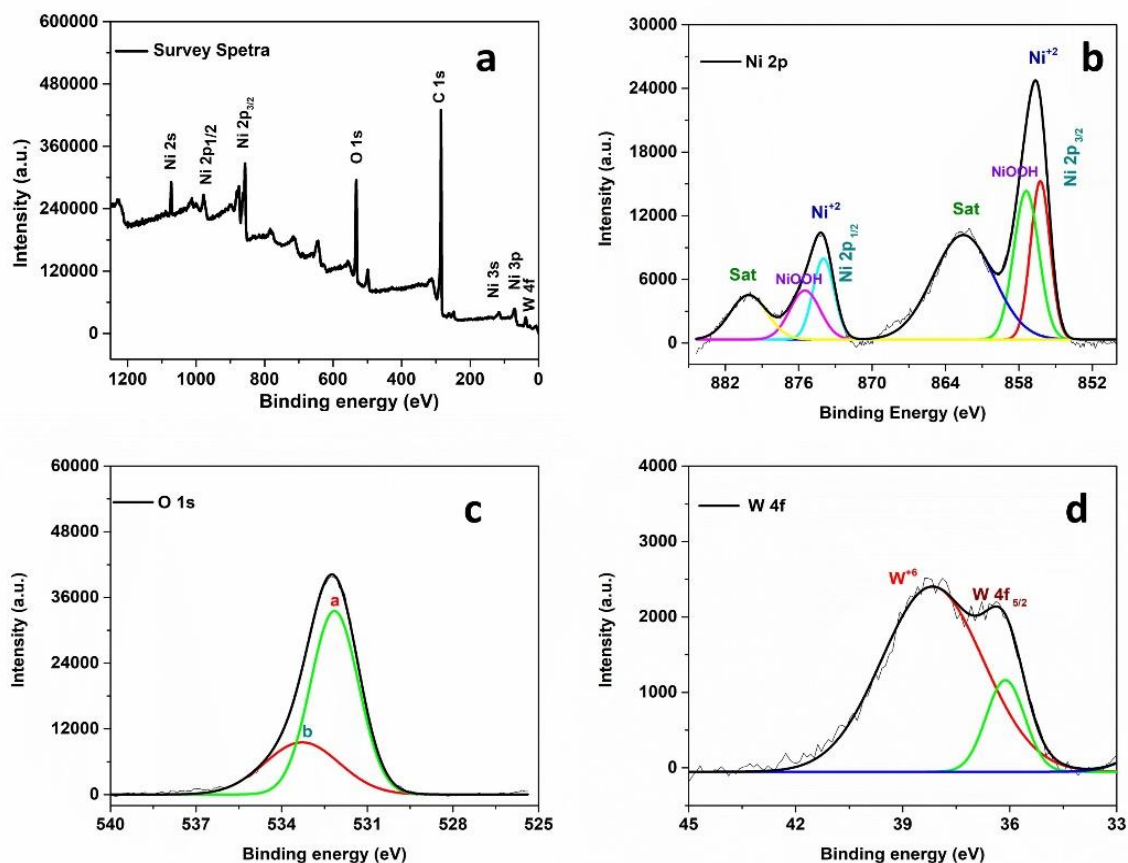 600000
480000
360000
240000
120000
0
Intensity (a.u.)
Survey Spetra
a
Ni 2s
Ni 2p1/2
Ni 2p3/2
O 1s
C 1s
Ni 3s
Ni 3p
W 4f
1200 1000 800 600 400 200 0
Binding energy (eV)
30000
24000
18000
12000
6000
0
Intensity (a.u.)
Ni 2p
b
Ni+2
NiOOH
Ni 2p3/2
Sat
Ni+2
Ni 2p1/2
NiOOH
Sat
882 876 870 864 858 852
Binding Energy (eV)
60000
48000
36000
24000
12000
0
Intensity (a.u.)
O 1s
c
a
b
540 537 534 531 528 525
Binding energy (eV)
4000
3000
2000
1000
0
Intensity (a.u.)
W 4f
d
W+6
W 4f 5/2
45 42 39 36 33
Binding energy (eV)